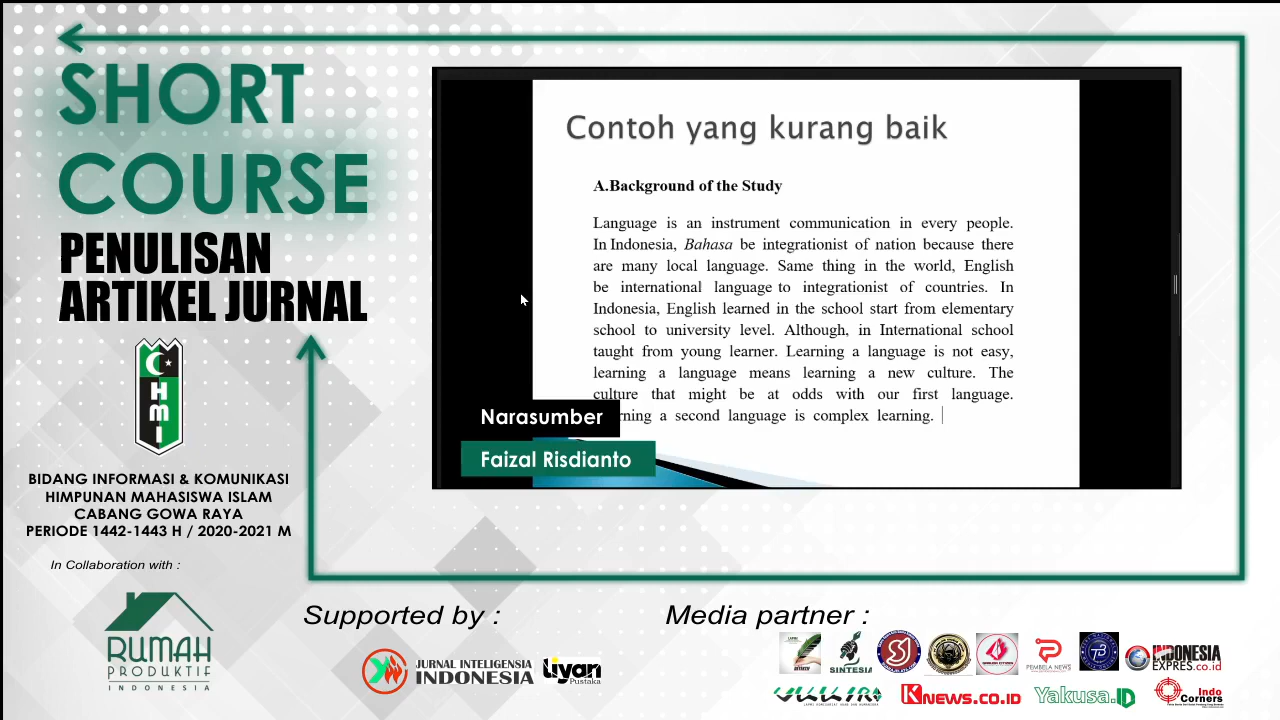 SHORT
COURSE
PENULISAN
ARTIKEL JURNAL
HMI
BIDANG INFORMASI & KOMUNIKASI
HIMPUNAN MAHASISWA ISLAM
CABANG GOWA RAYA
PERIODE 1442-1443 H / 2020-2021 M
In Collaboration with :
RUMAH
PRODUKTIF
INDONESIA
Contoh yang kurang baik
A.Background of the Study
Language is an instrument communication in every people.
In Indonesia, Bahasa be integrationist of nation because there
are many local language. Same thing in the world, English
be international language to integrationist of countries. In
Indonesia, English learned in the school start from elementary
school to university level. Although, in International school
taught from young learner. Learning a language is not easy,
learning a language means learning a new culture. The
culture that might be at odds with our first language.
rning a second language is complex learning.
Narasumber
Faizal Risdianto
Supported by :
JURNAL INTELIGENSIA
INDONESIA
Liyan
Pustaka
Media partner :
SINTESIA
PEMBELA NEWS
INDONESIA
EXPRES.co.id
KNEWS.CO.ID
Yakusa.ID
Indo
Corners